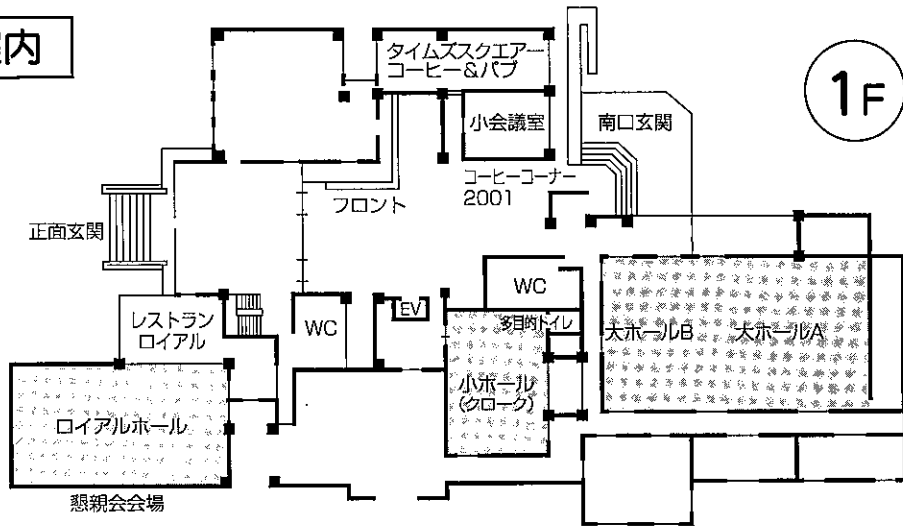 内
1F
タイムズスクエアー
コーヒー&パブ
小会議室
南口玄関
コーヒーコーナー
2001
フロント
正面玄関
WC
EV
レストラン
ロイアル
WC
多目的トイレ
大ホールB
大ホールA
小ホール
(クローク)
ロイアルホール
懇親会会場